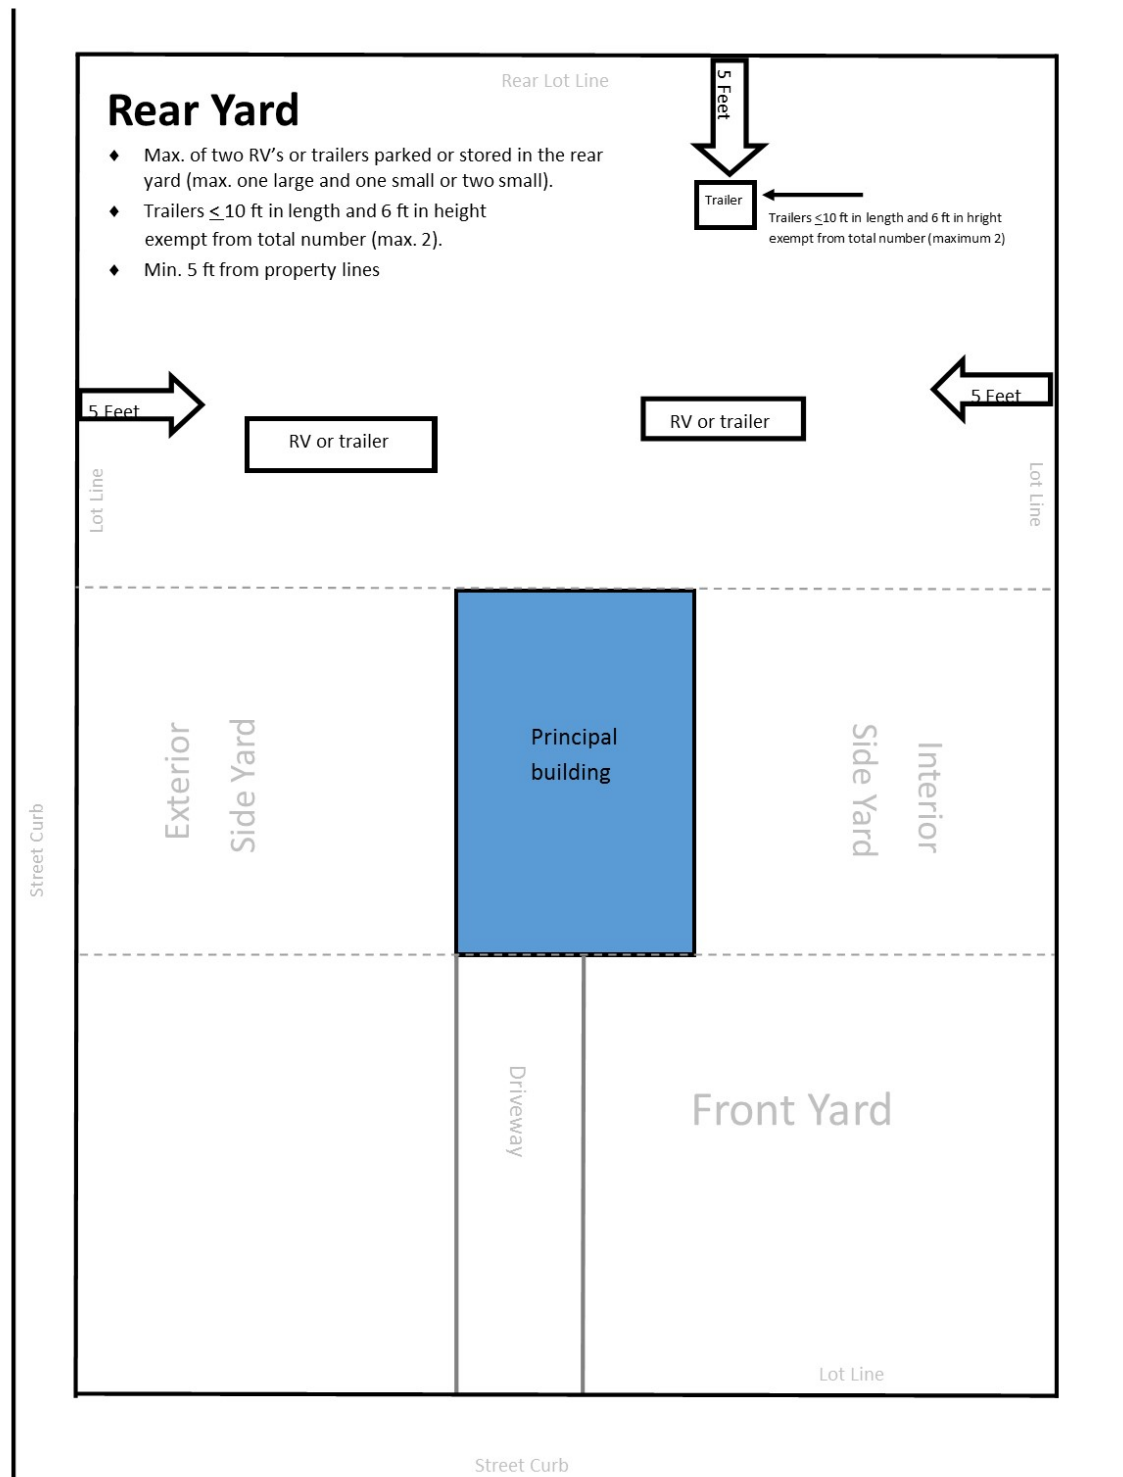 Rear Lot Line
Rear Yard
♦ Max. of two RV's or trailers parked or stored in the rear
yard (max. one large and one small or two small).
♦ Trailers < 10 ft in length and 6 ft in height
exempt from total number (max. 2).
♦ Min. 5 ft from property lines
5 Feet
Trailer
Trailers <10 ft in length and 6 ft in hright
exempt from total number (maximum 2)
5 Feet
RV or trailer
RV or trailer
5 Feet
Lot Line
Lot Line
Exterior
Side Yard
Principal
building
Interior
Side Yard
Street Curb
Driveway
Front Yard
Lot Line
Street Curb